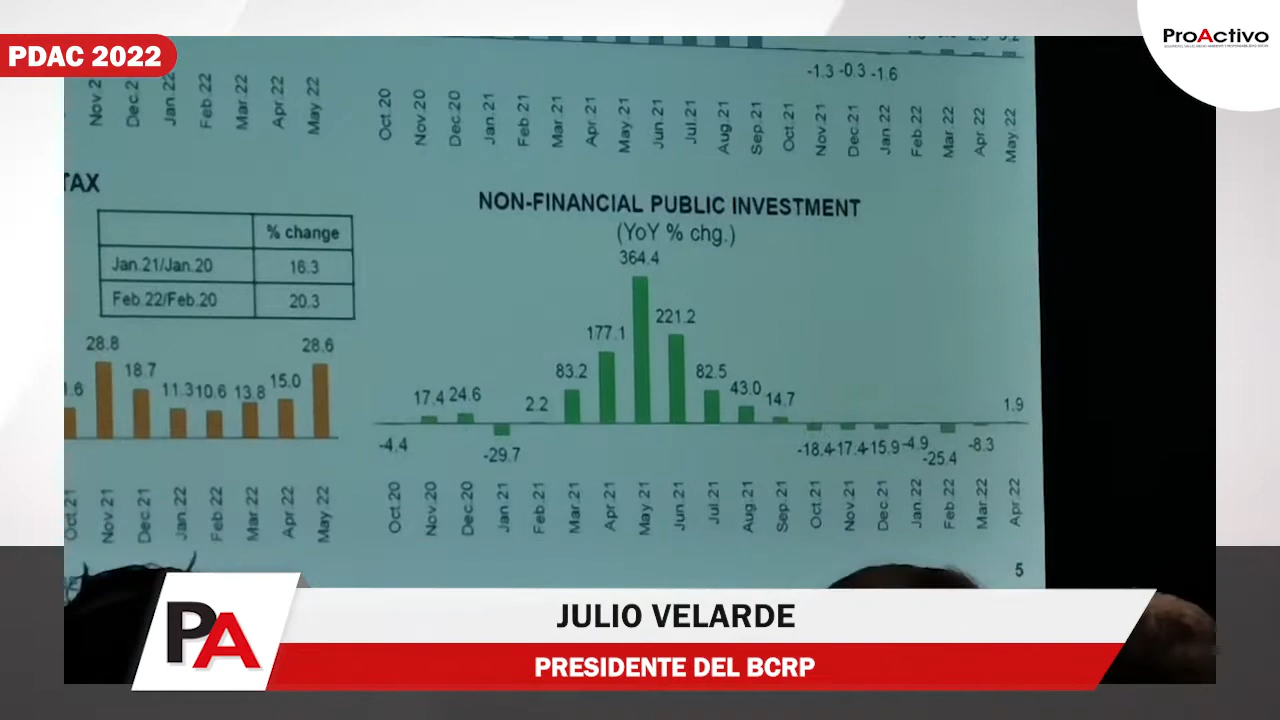 PDAC 2022
ProActivo
-1.3 -0.3 -1.6
Nov.2 Dec.2 Jan.22 Feb.22 Mar.22 Apr.22 May.22
Oct.20 Nov.20 Dec.20 Jan.21 Feb.21 Mar.21 Apr.21 May.21 Jun.21 Jul.21 Aug.21 Sep.21 Oct.21 Nov.21 Dec.21 Jan.22 Feb.22 Mar.22 Apr.22 May.22
TAX
% change
Jan.21/Jan.20 16.3
Feb.22/Feb.20 20.3
1.6 28.8 18.7 11.3 10.6 13.8 15.0 28.6
Oct.21 Nov.21 Dec.21 Jan.22 Feb.22 Mar.22 Apr.22 May.22
NON-FINANCIAL PUBLIC INVESTMENT
(YoY % chg.)
-4.4 17.4 24.6 -29.7 2.2 83.2 177.1 364.4 221.2 82.5 43.0 14.7 -18.4 -17.4 -15.9 -4.9 -25.4 -8.3 1.9
Oct.20 Nov.20 Dec.20 Jan.21 Feb.21 Mar.21 Apr.21 May.21 Jun.21 Jul.21 Aug.21 Sep.21 Oct.21 Nov.21 Dec.21 Jan.22 Feb.22 Mar.22 Apr.22
5
PA
JULIO VELARDE
PRESIDENTE DEL BCRP